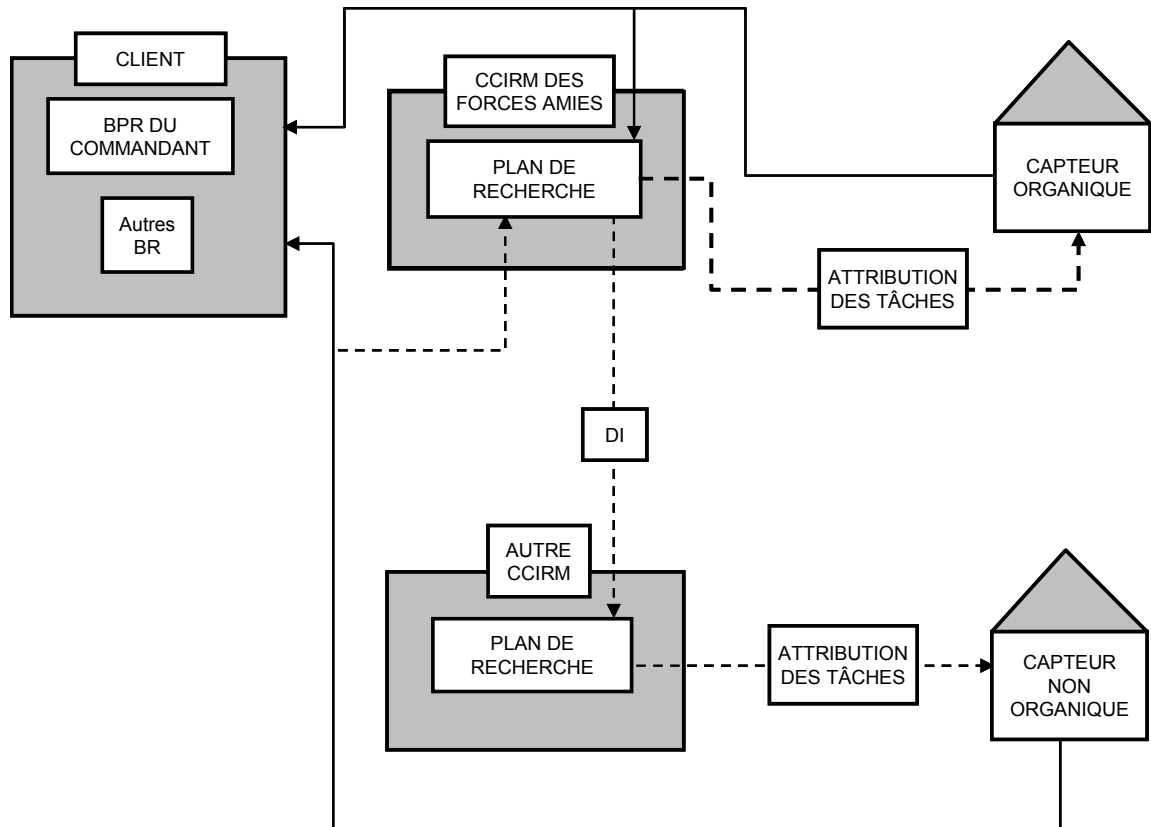 CLIENT
BPR DU
COMMANDANT
Autres
BR
CCIRM DES
FORCES AMIES
PLAN DE
RECHERCHE
CAPTEUR
ORGANIQUE
ATTRIBUTION
DES TÂCHES
DI
AUTRE
CCIRM
PLAN DE
RECHERCHE
ATTRIBUTION
DES TÂCHES
CAPTEUR
NON
ORGANIQUE